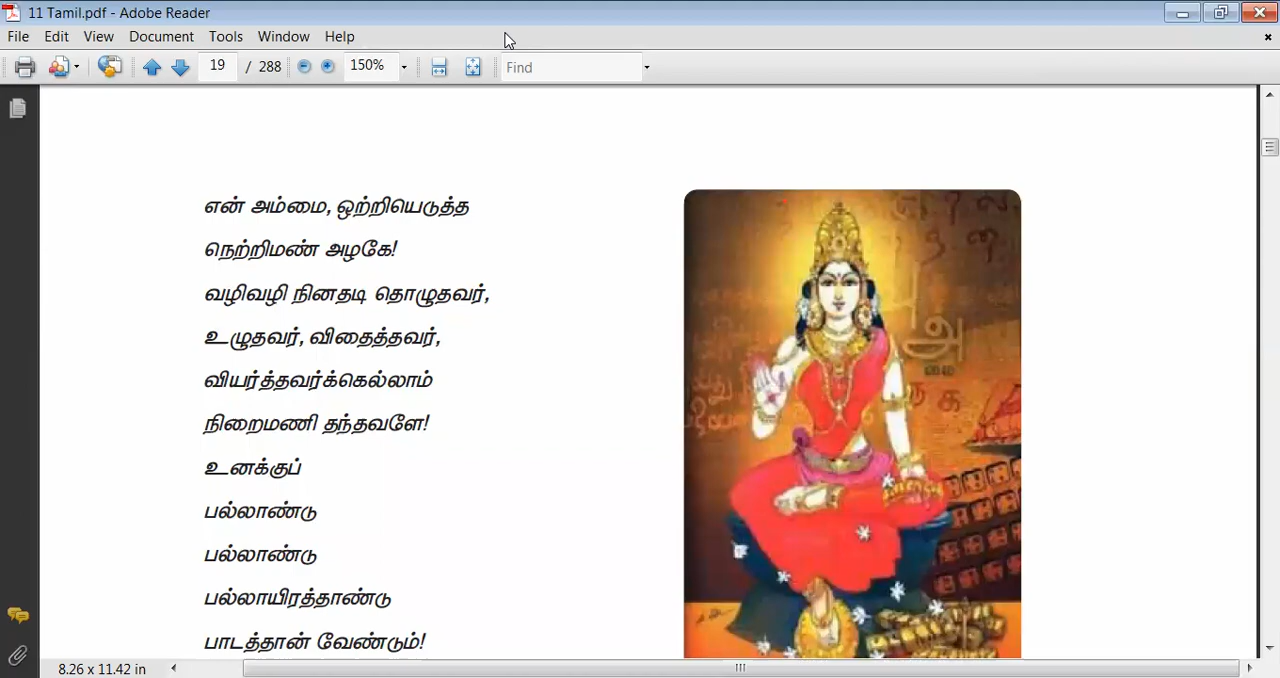 11 Tamil.pdf - Adobe Reader
File Edit View Document Tools Window Help
19 / 288 150% Find
என் அம்மை, ஒற்றியெடுத்த
நெற்றிமண் அழகே!
வழிவழி நினதடி தொழுதவர்,
உழுதவர், விதைத்தவர்,
வியர்த்தவர்க்கெல்லாம்
நிறைமணி தந்தவளே!
உனக்குப்
பல்லாண்டு
பல்லாண்டு
பல்லாயிரத்தாண்டு
பாடத்தான் வேண்டும்!
அ
8.26 x 11.42 in